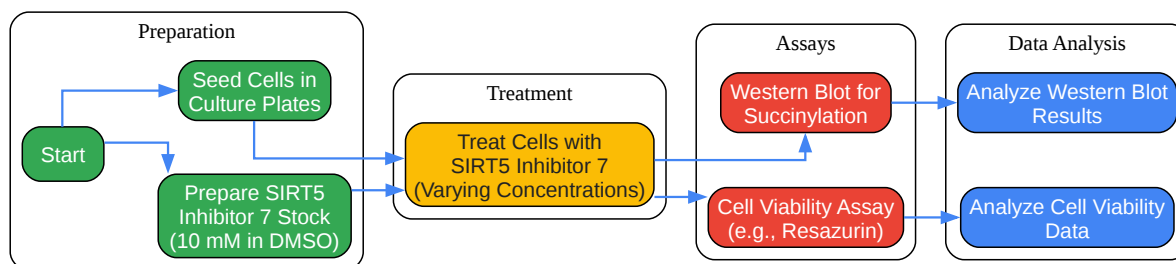 Preparation
Start
Seed Cells in
Culture Plates
Prepare SIRT5
Inhibitor 7 Stock
(10 mM in DMSO)
Treatment
Treat Cells with
SIRT5 Inhibitor 7
(Varying Concentrations)
Assays
Western Blot for
Succinylation
Cell Viability Assay
(e.g., Resazurin)
Data Analysis
Analyze Western Blot
Results
Analyze Cell Viability
Data